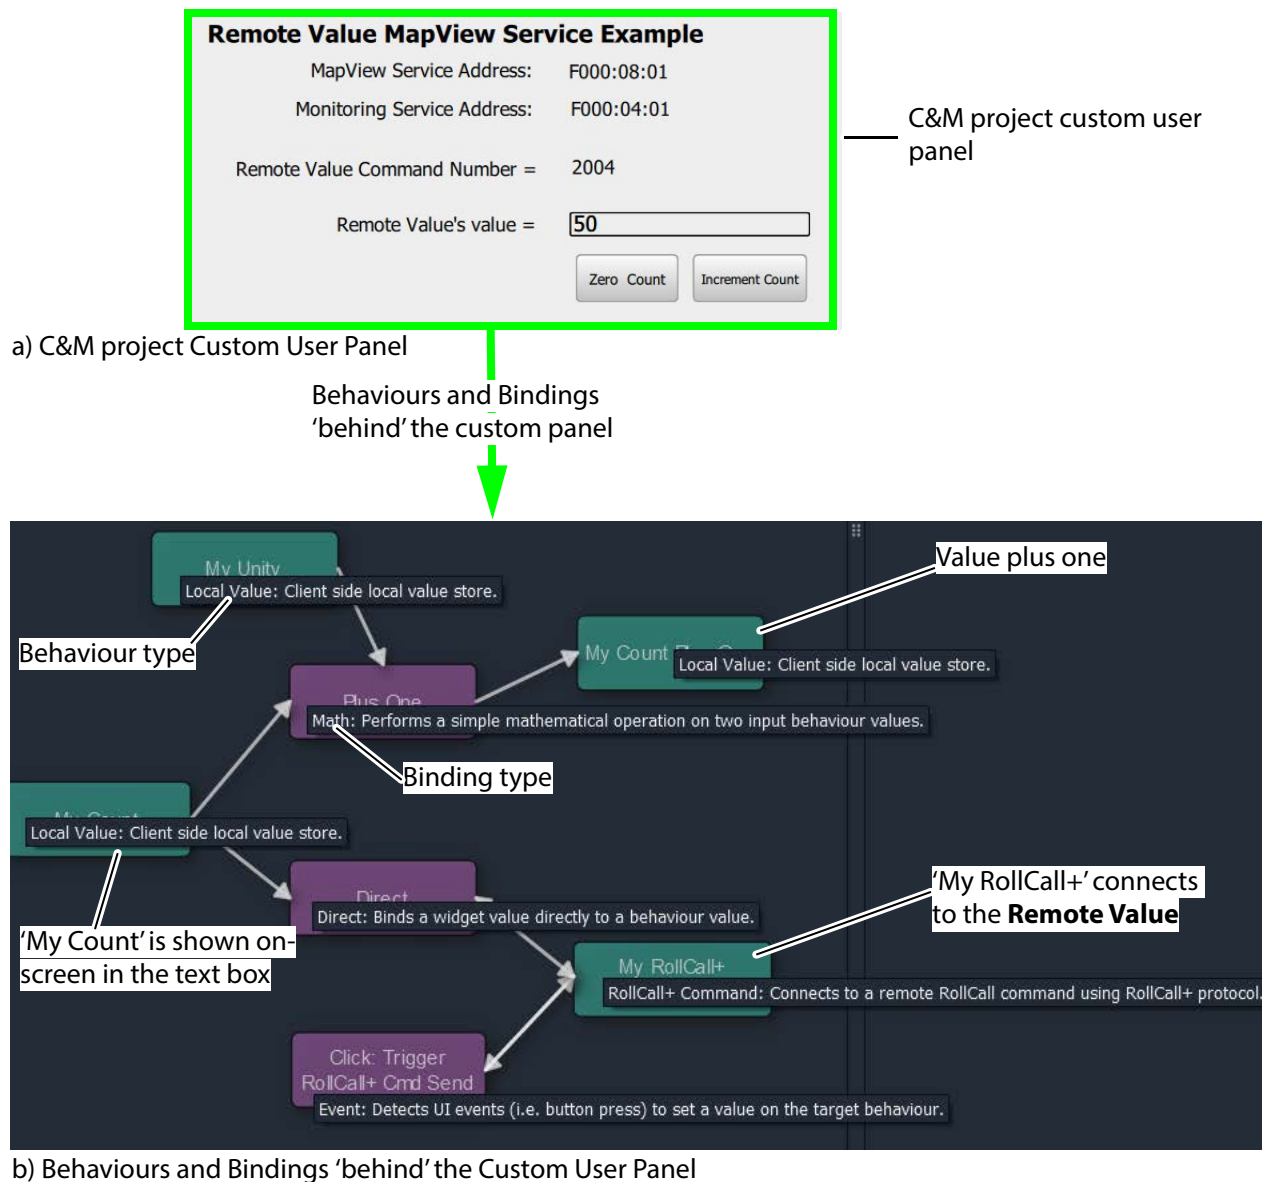 Remote Value MapView Service Example
MapView Service Address: F000:08:01
Monitoring Service Address: F000:04:01
Remote Value Command Number = 2004
Remote Value's value = 50
Zero Count Increment Count
C&M project custom user
panel
a) C&M project Custom User Panel
Behaviours and Bindings
‘behind’ the custom panel
My Unity
Local Value: Client side local value store.
Value plus one
Behaviour type
My Count
Local Value: Client side local value store.
Plus One
Math: Performs a simple mathematical operation on two input behaviour values.
Binding type
My Count
Local Value: Client side local value store.
Direct
Direct: Binds a widget value directly to a behaviour value.
‘My RollCall+’ connects
to the Remote Value
‘My Count’ is shown on-
screen in the text box
My RollCall+
RollCall+ Command: Connects to a remote RollCall command using RollCall+ protocol.
Click: Trigger
RollCall+ Cmd Send
Event: Detects UI events (i.e. button press) to set a value on the target behaviour.
b) Behaviours and Bindings ‘behind’ the Custom User Panel